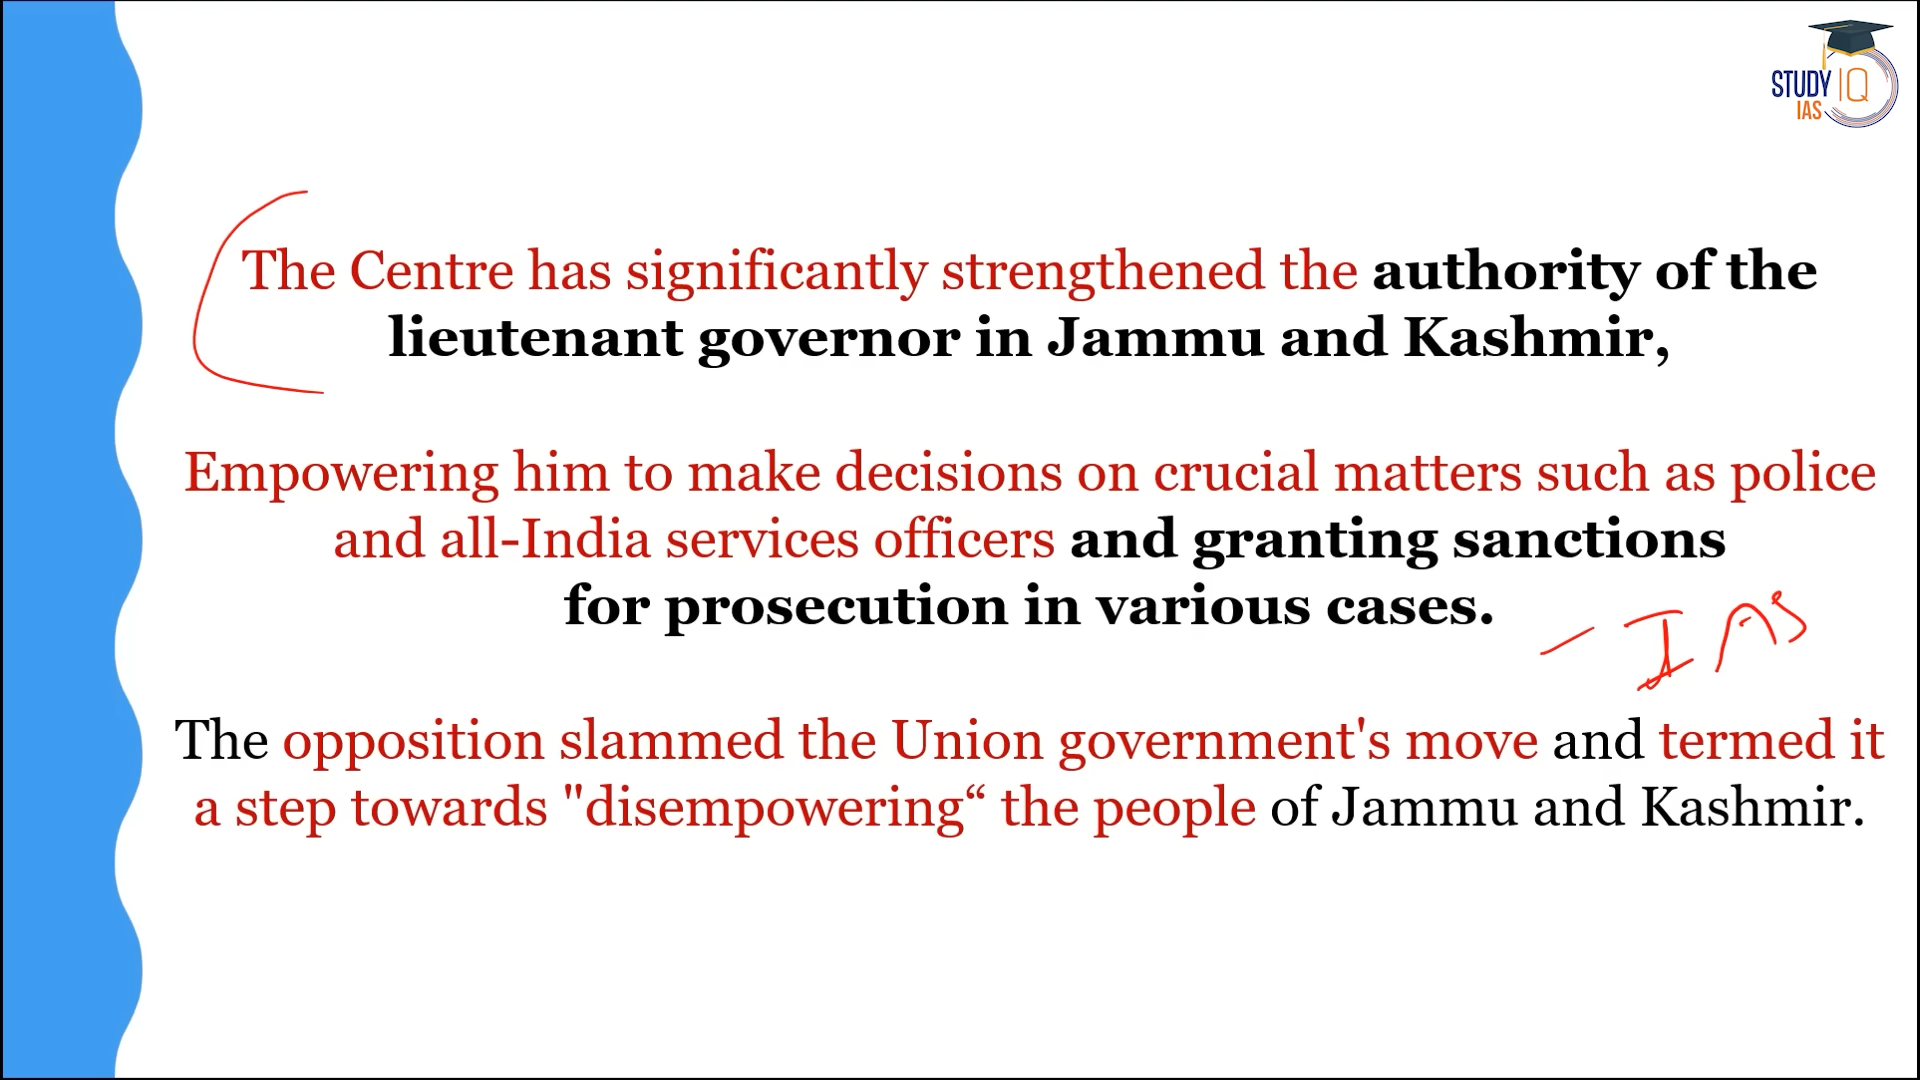 STUDY IQ
IAS
The Centre has significantly strengthened the authority of the
lieutenant governor in Jammu and Kashmir,
Empowering him to make decisions on crucial matters such as police
and all-India services officers and granting sanctions
for prosecution in various cases.
- IAS
The opposition slammed the Union government's move and termed it
a step towards "disempowering“ the people of Jammu and Kashmir.